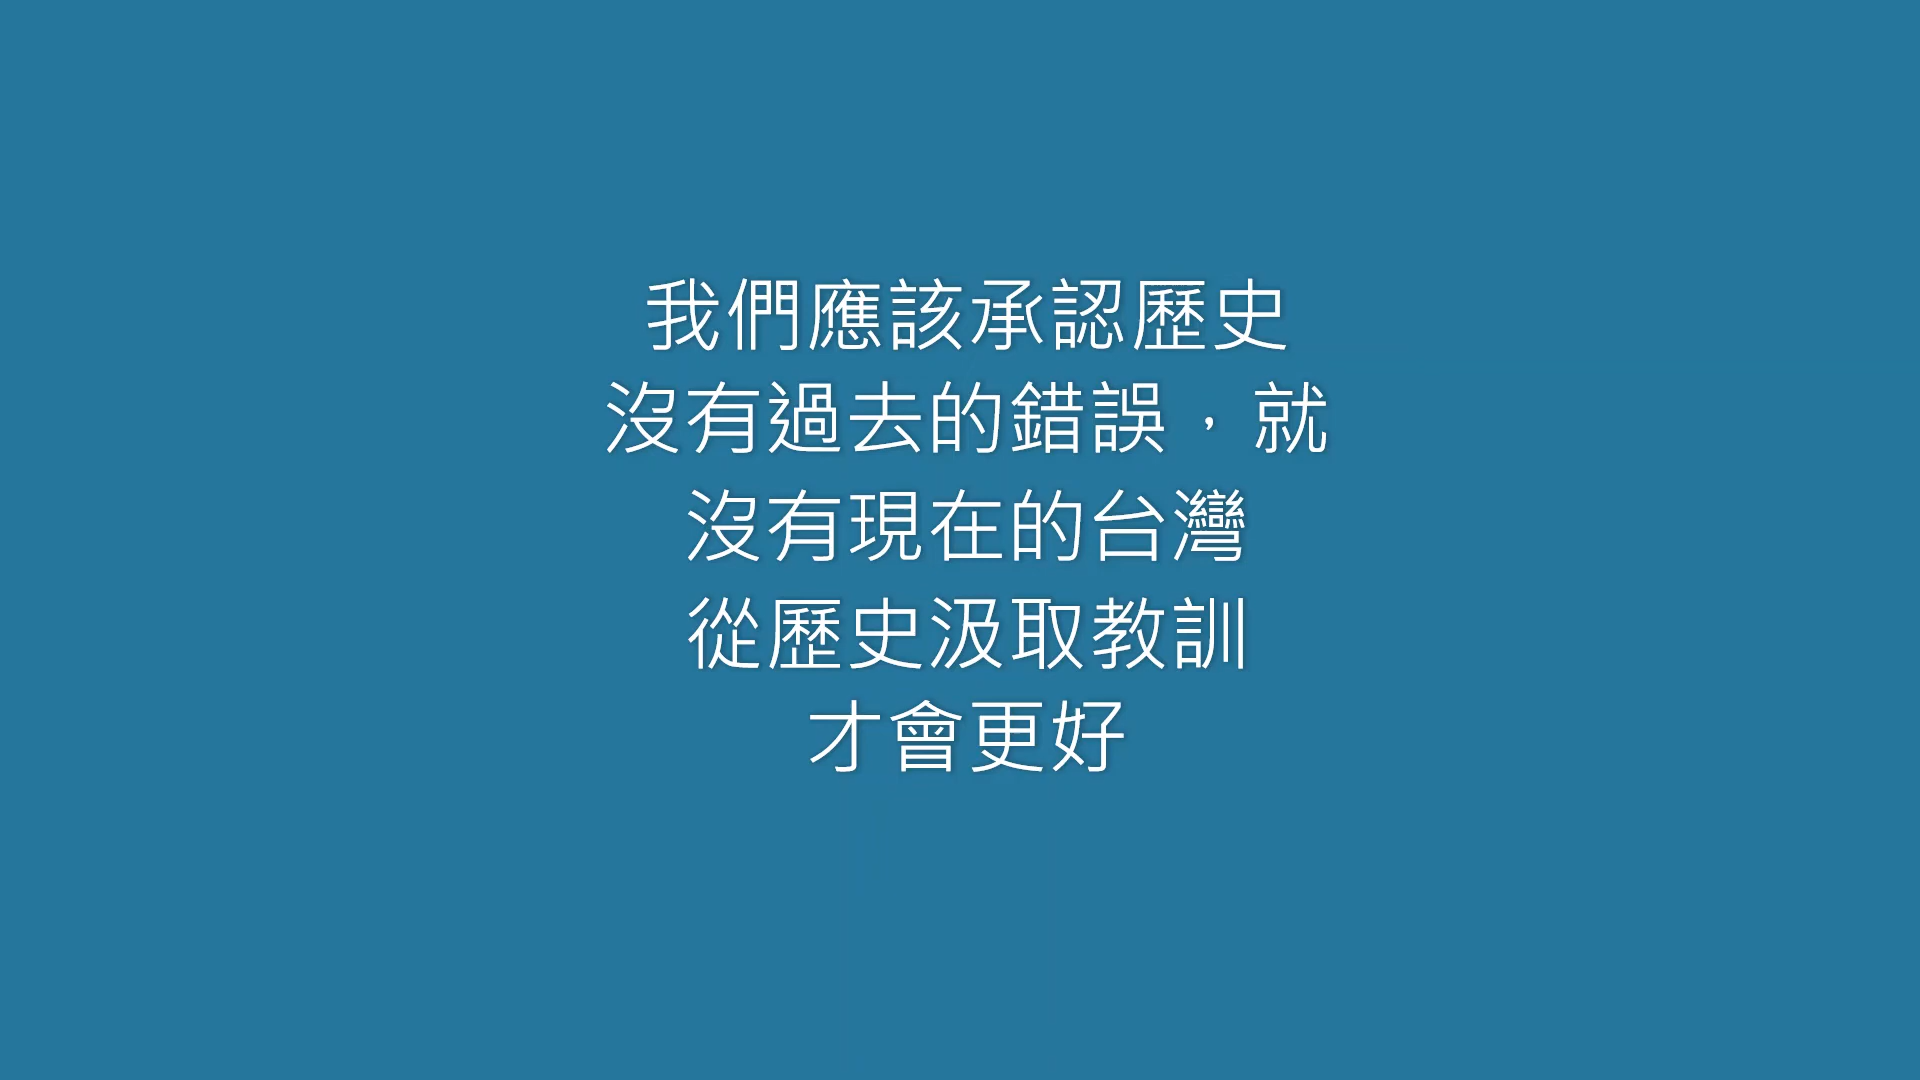 我們應該承認歷史
沒有過去的錯誤，就
沒有現在的台灣
從歷史汲取教訓
才會更好